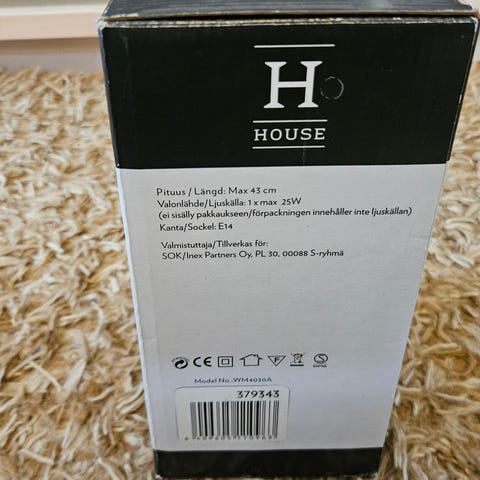 H
HOUSE
Pituus / Längd: Max 43 cm
Valonlähde/Ljuskälla: 1 x max 25W
(ei sisälly pakkaukseen/förpackningen innehåller inte ljuskällan)
Kanta/Sockel: E14
Valmistuttaja/Tillverkas för:
SOK/Inex Partners Oy, PL 30, 00088 S-ryhmä
CE F S
Model No.:WM4030A
379343